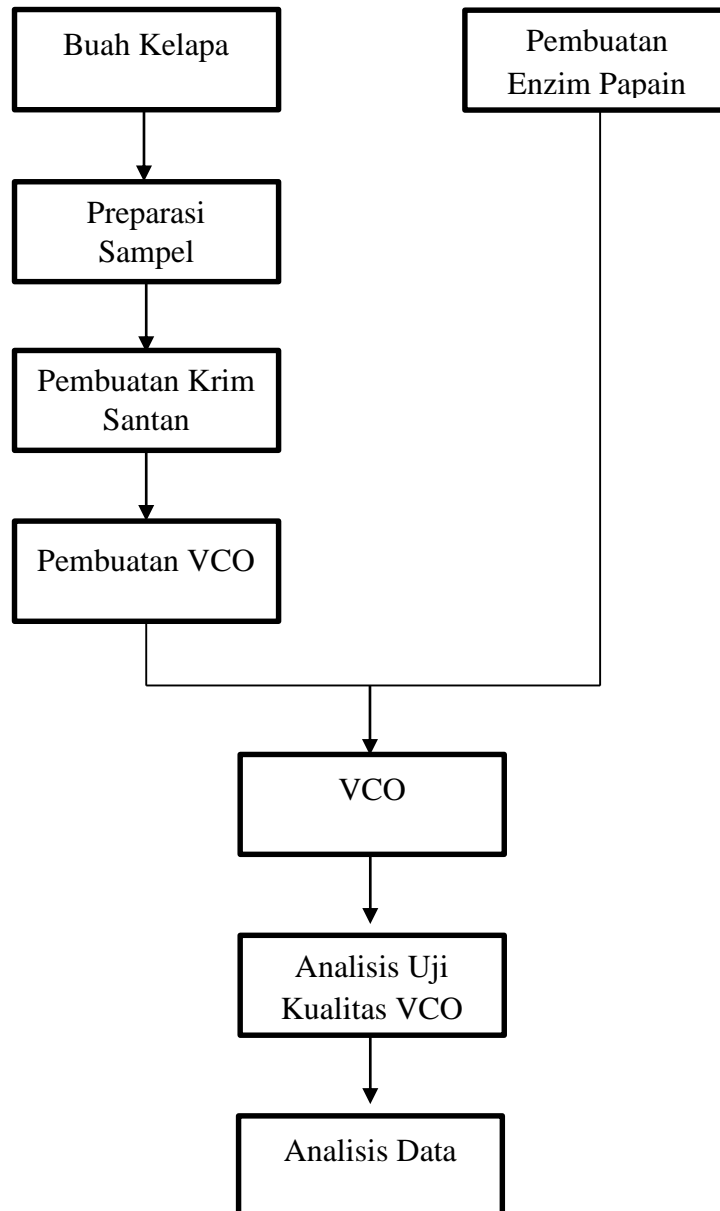 Buah Kelapa
Pembuatan
Enzim Papain
Preparasi
Sampel
Pembuatan Krim
Santan
Pembuatan VCO
VCO
Analisis Uji
Kualitas VCO
Analisis Data